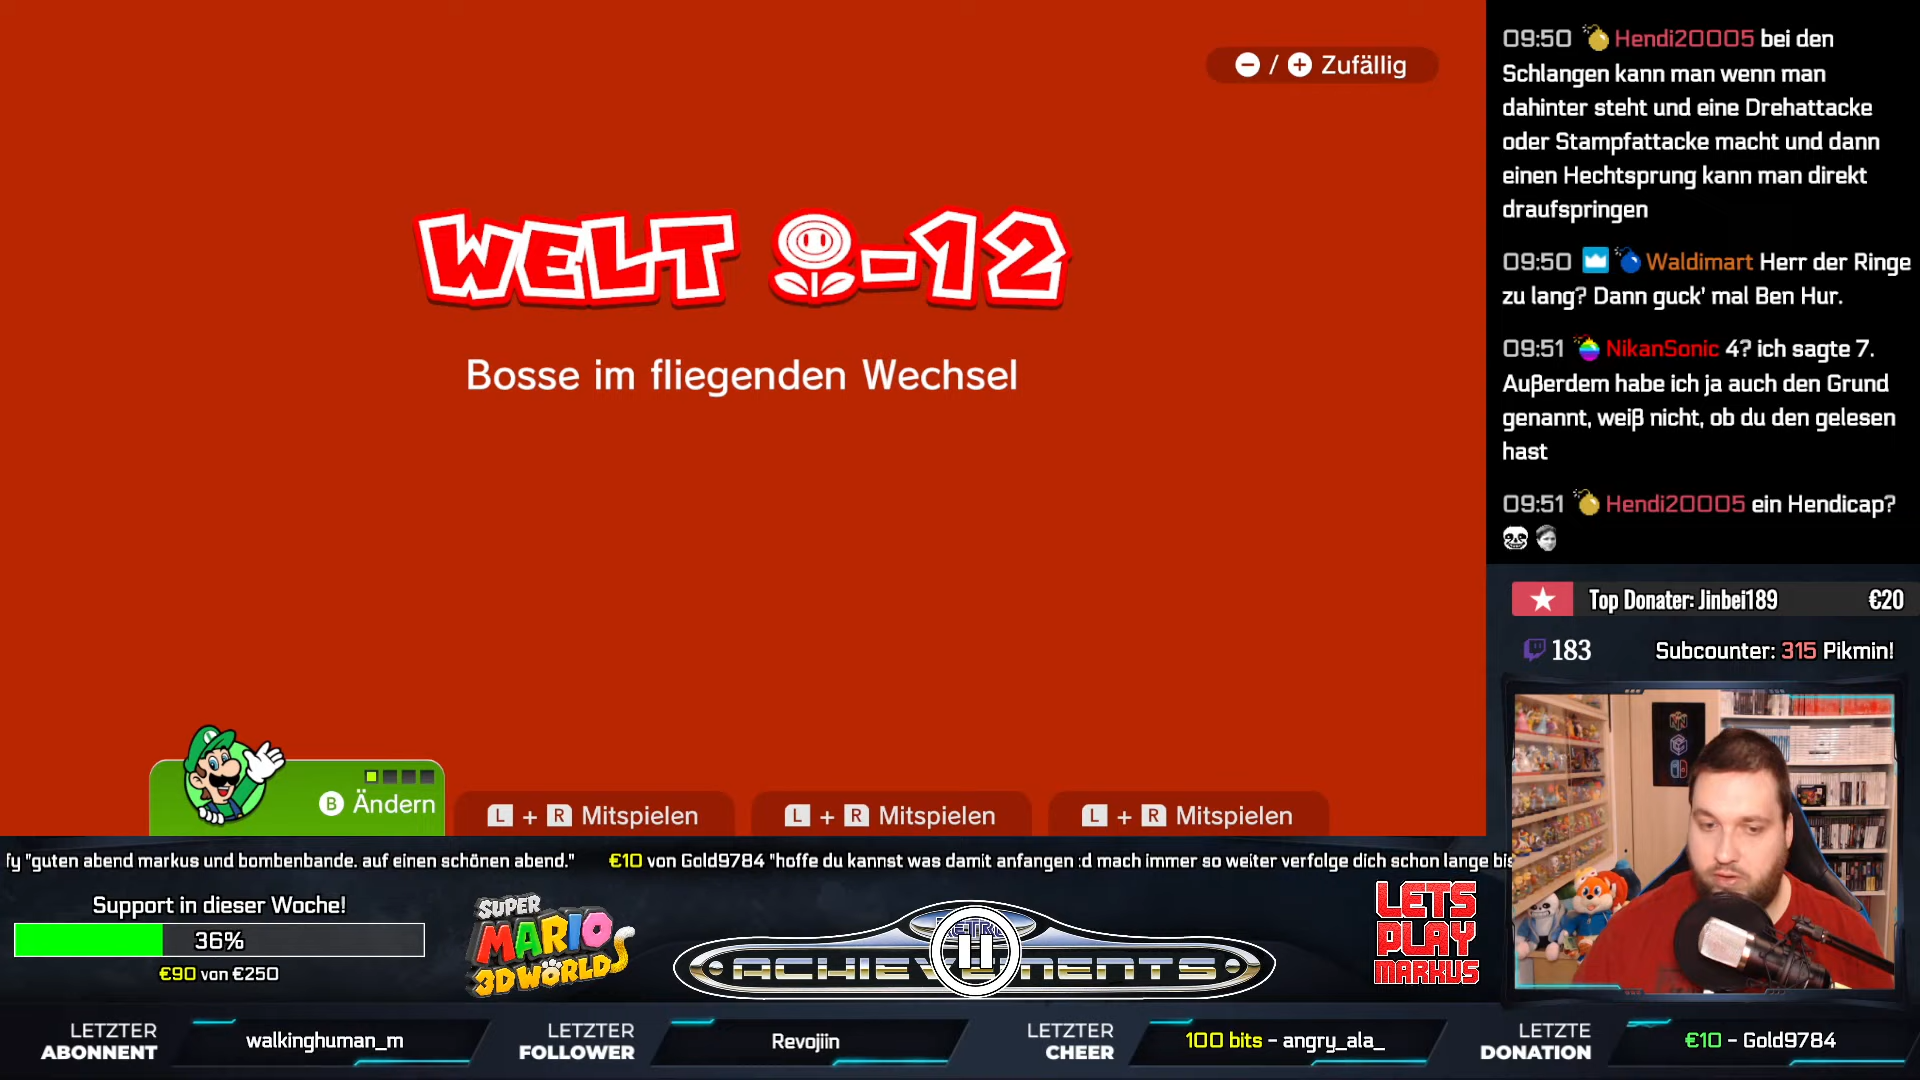 ⊖ / ⊕ Zufällig
WELT -12
Bosse im fliegenden Wechsel
B Ändern
L + R Mitspielen
L + R Mitspielen
L + R Mitspielen
09:50 Hendi20005 bei den
Schlangen kann man wenn man
dahinter steht und eine Drehattacke
oder Stampfattacke macht und dann
einen Hechtsprung kann man direkt
draufspringen
09:50 Waldimart Herr der Ringe
zu lang? Dann guck' mal Ben Hur.
09:51 NikanSonic 4? ich sagte 7.
Außerdem habe ich ja auch den Grund
genannt, weiß nicht, ob du den gelesen
hast
09:51 Hendi20005 ein Hendicap?
Top Donater: Jinbei189 €20
183 Subcounter: 315 Pikmin!
"guten abend markus und bombenbande. auf einen schönen abend." €10 von Gold9784 "hoffe du kannst was damit anfangen :d mach immer so weiter verfolge dich schon lange bis
Support in dieser Woche!
36%
€90 von €250
SUPER
MARIO
3D WORLD
ACHIEVEMENTS
LETS
PLAY
MARKUS
LETZTER
ABONNENT
walkinghuman_m
LETZTER
FOLLOWER
Revojiin
LETZTER
CHEER
100 bits - angry_ala_
LETZTE
DONATION
€10 - Gold9784